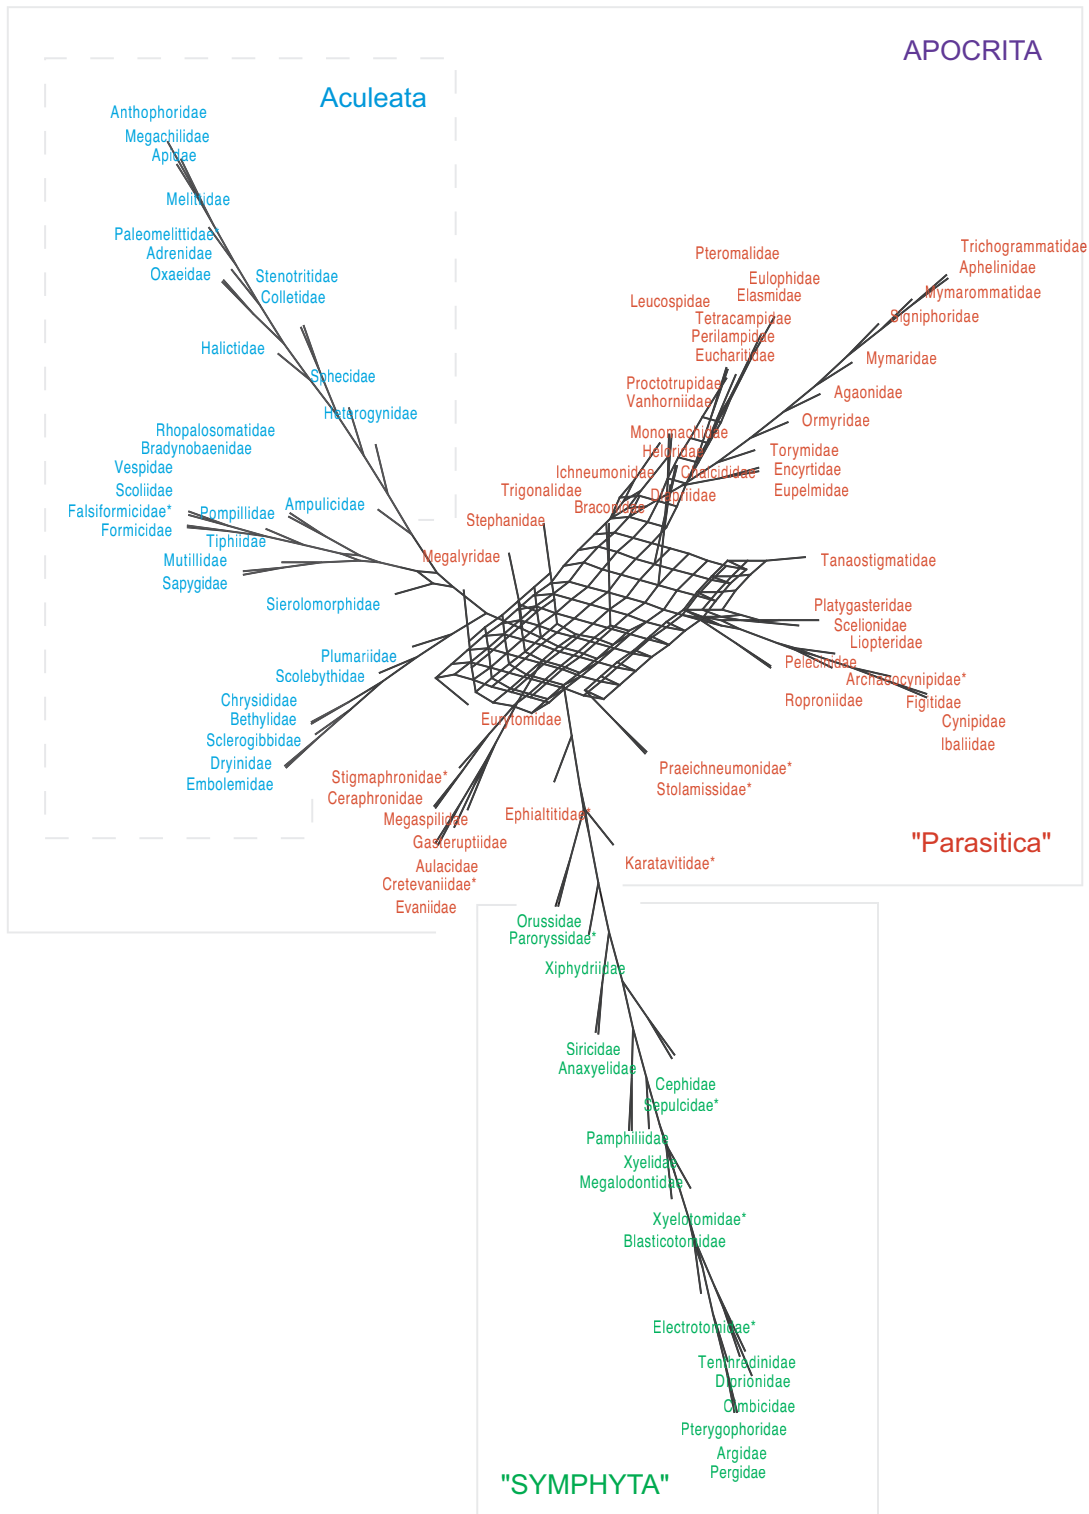 APOCRITA
Aculeata
Anthophoridae
Megachilidae
Apidae
Melittidae
Paleomelittidae*
Adrenidae
Oxaeidae
Stenotritidae
Colletidae
Halictidae
Sphecidae
Heterogynidae
Rhopalosomatidae
Bradynobaenidae
Vespidae
Scoliidae
Falsiformicidae*
Pompillidae
Ampulicidae
Formicidae
Tiphiidae
Mutillidae
Sapygidae
Sierolomorphidae
Plumariidae
Scolebythidae
Chrysididae
Bethylidae
Sclerogibbidae
Dryinidae
Embolemidae
Pteromalidae
Eulophidae
Elasmidae
Leucospidae
Tetracampidae
Perilampidae
Eucharitidae
Proctotrupidae
Vanhorniidae
Monomachidae
Heloridae
Ichneumonidae
Chalcididae
Trigonalidae
Diapriidae
Braconidae
Stephanidae
Megalyridae
Trichogrammatidae
Aphelinidae
Mymarommatidae
Signiphoridae
Mymaridae
Agaonidae
Ormyridae
Torymidae
Encyrtidae
Eupelmidae
Tanaostigmatidae
Platygasteridae
Scelionidae
Liopteridae
Pelecinidae
Archaeocynipidae*
Roproniidae
Figitidae
Cynipidae
Ibaliidae
Eurytomidae
Praeichneumonidae*
Stolamissidae*
Stigmaphronidae*
Ceraphronidae
Megaspilidae
Ephialtitidae*
Gasteruptiidae
Aulacidae
Cretevaniidae*
Evaniidae
Karatavitidae*
"Parasitica"
Orussidae
Paroryssidae*
Xiphydriidae
Siricidae
Anaxyelidae
Cephidae
Sepulcidae*
Pamphiliidae
Xyelidae
Megalodontidae
Xyelotomidae*
Blasticotomidae
Electrotomidae*
Tenthredinidae
Diprionidae
Cimbicidae
Pterygophoridae
Argidae
Pergidae
"SYMPHYTA"